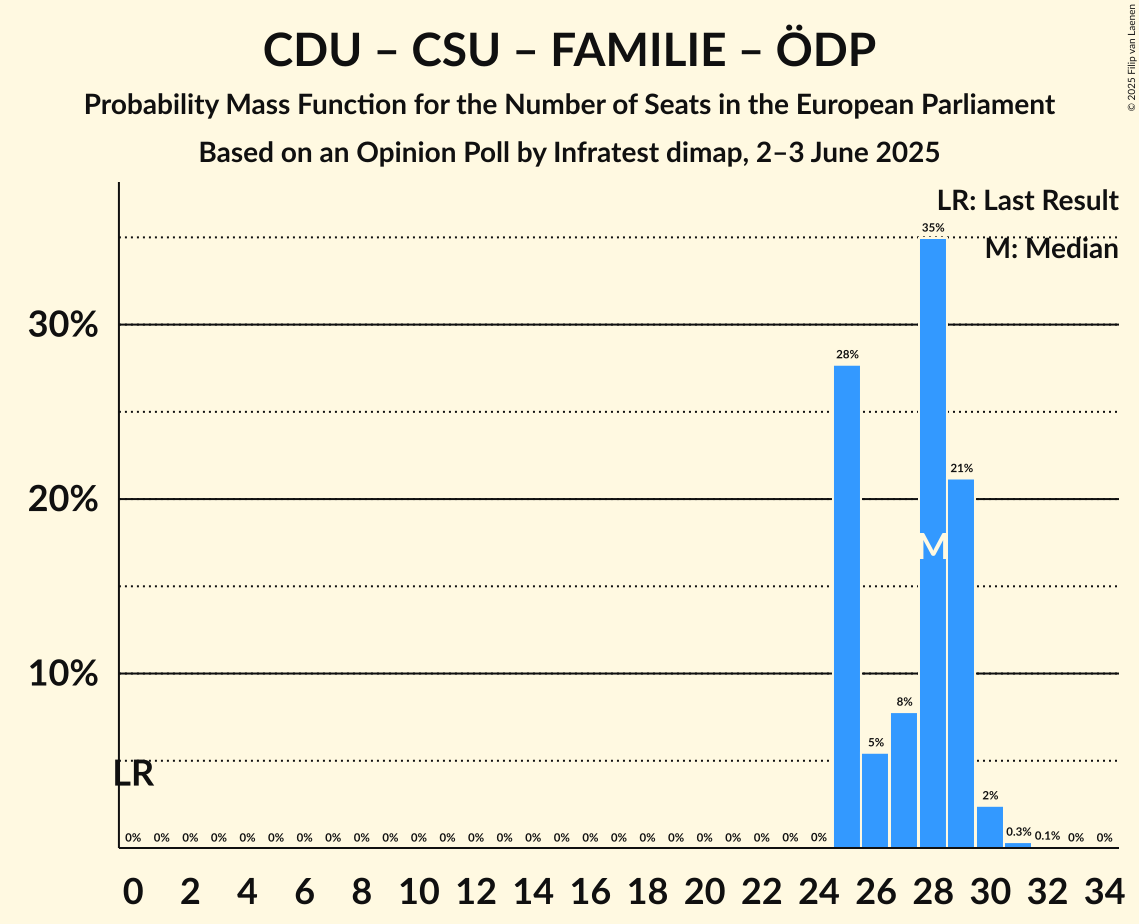 CDU – CSU – FAMILIE – ÖDP
Probability Mass Function for the Number of Seats in the European Parliament
Based on an Opinion Poll by Infratest dimap, 2–3 June 2025
© 2025 Filip van Laenen
LR: Last Result
M: Median
35%
30%
28%
21%
20%
M
10%
8%
5%
LR
2%
0% 0% 0% 0% 0% 0% 0% 0% 0% 0% 0% 0% 0% 0% 0% 0% 0% 0% 0% 0% 0% 0% 0% 0% 0% 0.3% 0.1% 0% 0%
0 2 4 6 8 10 12 14 16 18 20 22 24 26 28 30 32 34